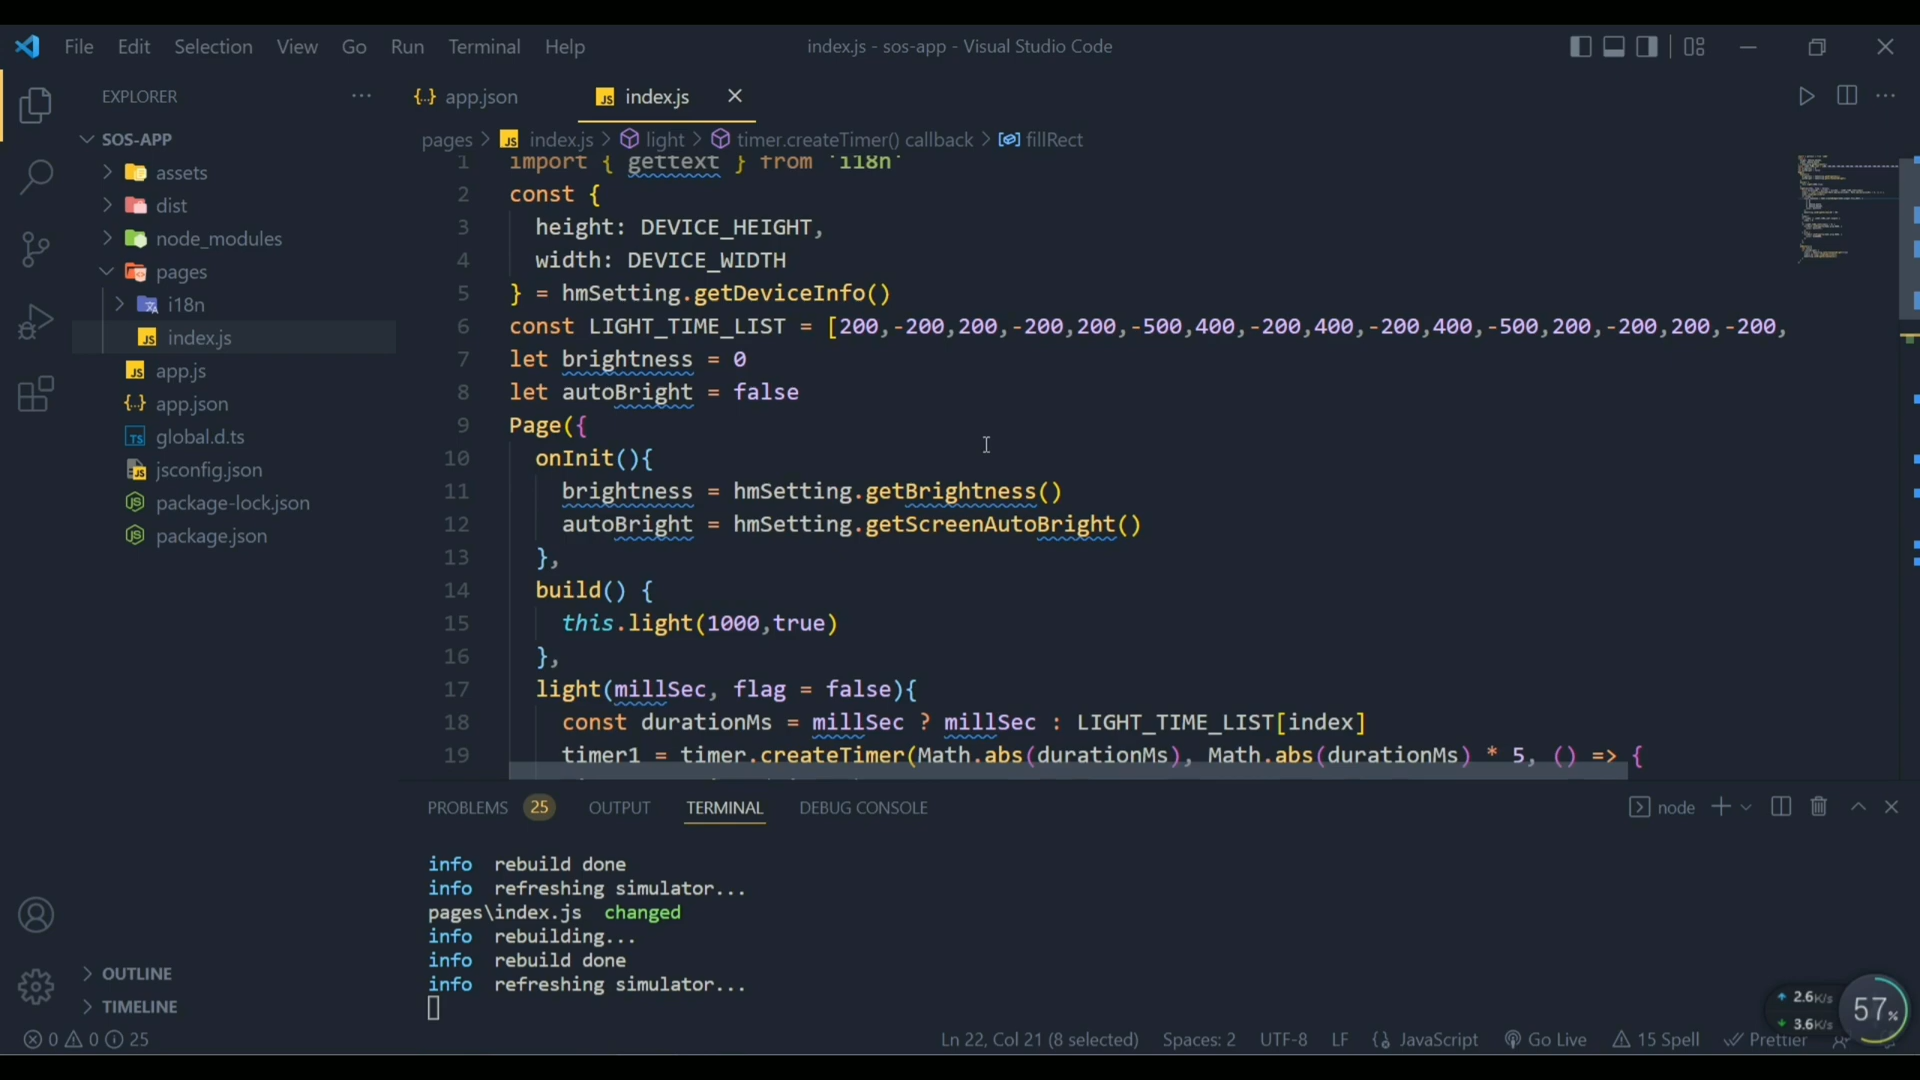 File Edit Selection View Go Run Terminal Help
index.js - sos-app - Visual Studio Code
EXPLORER
SOS-APP
assets
dist
node_modules
pages
i18n
index.js
app.js
app.json
global.d.ts
jsconfig.json
package-lock.json
package.json
OUTLINE
TIMELINE
app.json
index.js
pages > index.js > light > timer.createTimer() callback > fillRect
1 import { gettext } from 'i18n'
2 const {
3 height: DEVICE_HEIGHT,
4 width: DEVICE_WIDTH
5 } = hmSetting.getDeviceInfo()
6 const LIGHT_TIME_LIST = [200,-200,200,-200,200,-500,400,-200,400,-200,400,-500,200,-200,200,-200,
7 let brightness = 0
8 let autoBright = false
9 Page({
10 onInit(){
11 brightness = hmSetting.getBrightness()
12 autoBright = hmSetting.getScreenAutoBright()
13 },
14 build() {
15 this.light(1000,true)
16 },
17 light(millSec, flag = false){
18 const durationMs = millSec ? millSec : LIGHT_TIME_LIST[index]
19 timer1 = timer.createTimer(Math.abs(durationMs), Math.abs(durationMs) * 5, () => {
PROBLEMS 25 OUTPUT TERMINAL DEBUG CONSOLE
node
info rebuild done
info refreshing simulator...
pages\index.js changed
info rebuilding...
info rebuild done
info refreshing simulator...
2.6K/s
3.6K/s
57%
0 0 25
Ln 22, Col 21 (8 selected) Spaces: 2 UTF-8 LF JavaScript Go Live 15 Spell Prettier